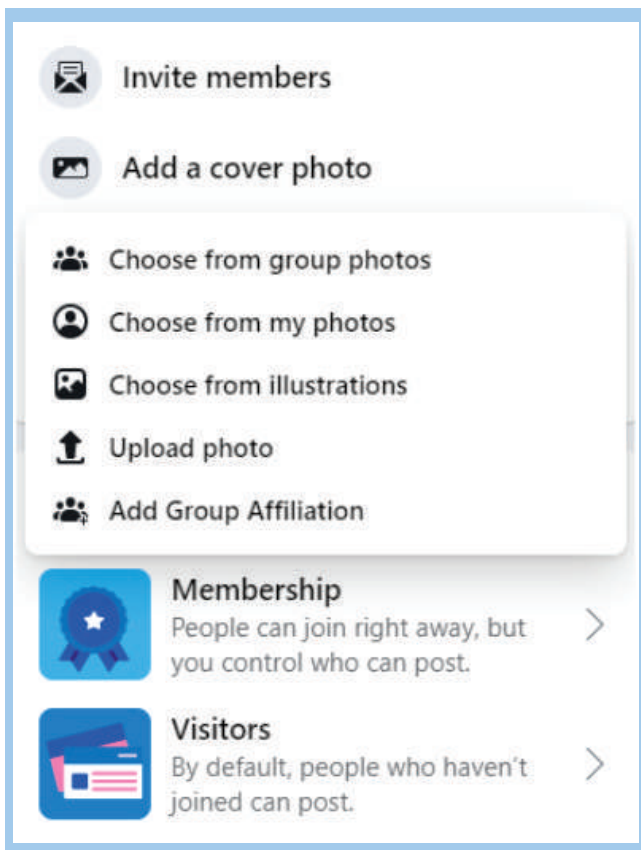 Invite members
Add a cover photo
Choose from group photos
Choose from my photos
Choose from illustrations
Upload photo
Add Group Affiliation
Membership
People can join right away, but
you control who can post.
Visitors
By default, people who haven't
joined can post.